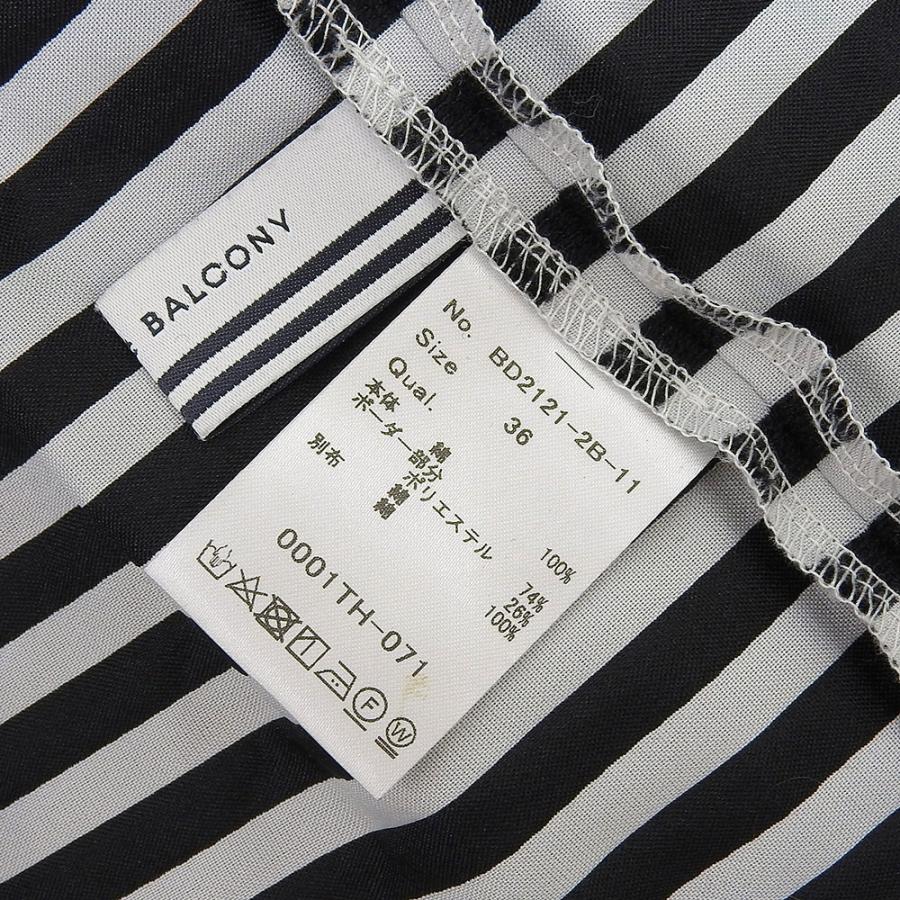 & BALCONY
No. BD2121-2B-11
Size 36
Qual.
本体 綿 100%
ボーダー部分 ポリエステル 74%
綿 26%
別布 綿 100%
0001TH-071
F W